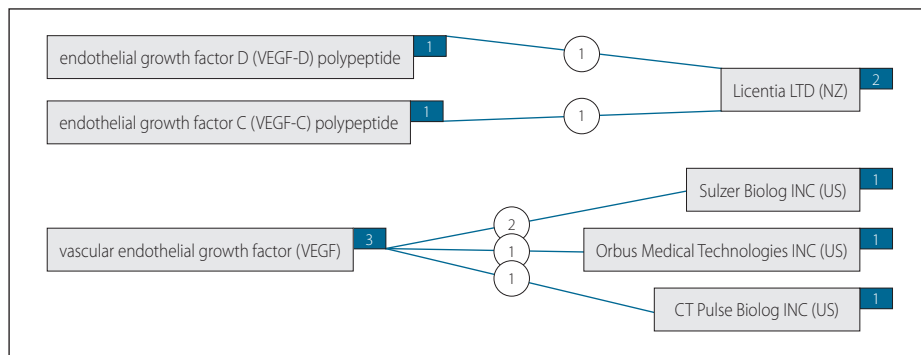 endothelial growth factor D (VEGF-D) polypeptide 1
1
Licentia LTD (NZ) 2
endothelial growth factor C (VEGF-C) polypeptide 1
1
Sulzer Biolog INC (US) 1
2
vascular endothelial growth factor (VEGF) 3
1
Orbus Medical Technologies INC (US) 1
1
CT Pulse Biolog INC (US) 1